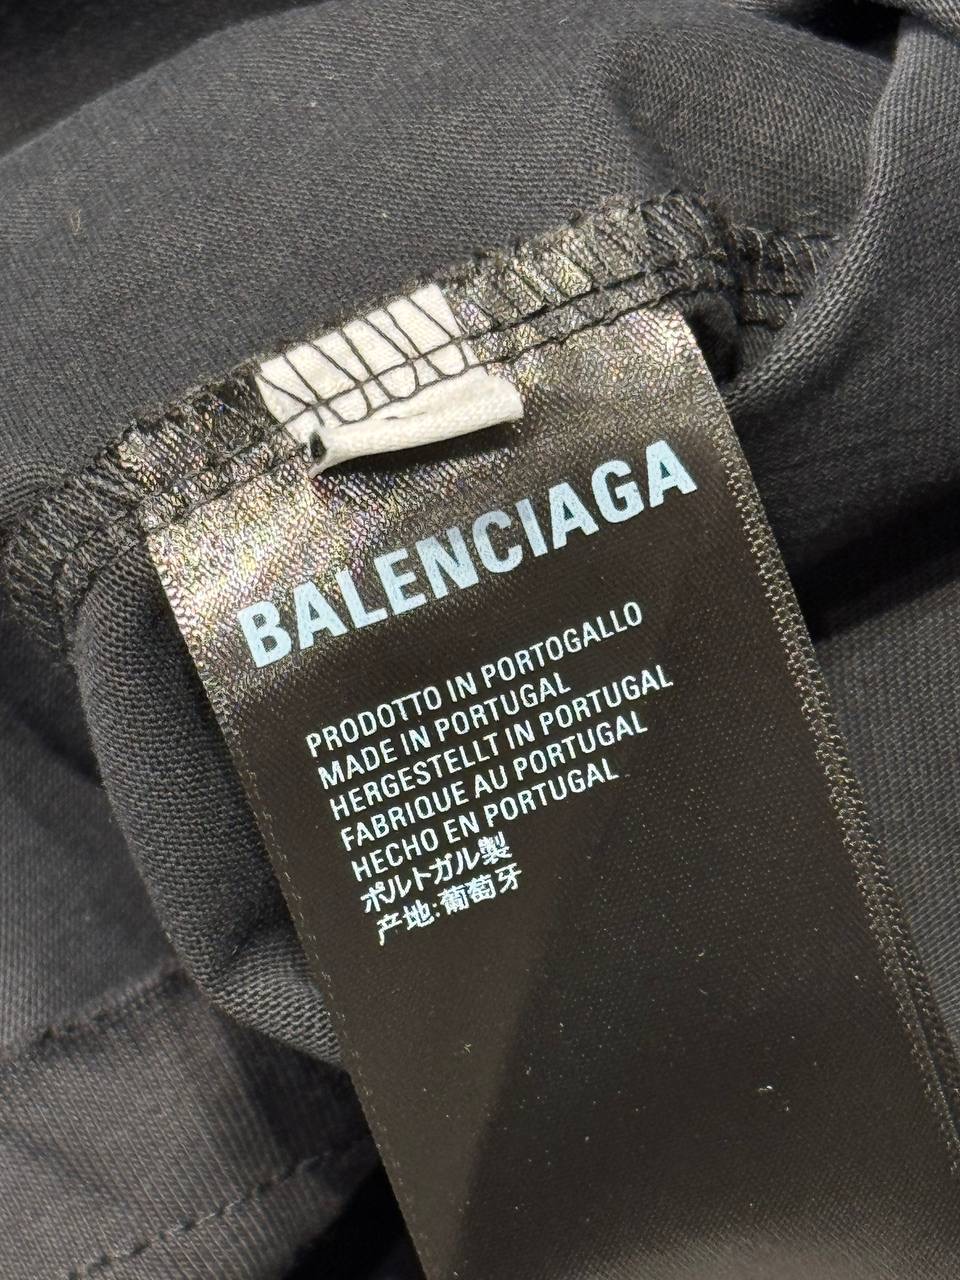 BALENCIAGA
PRODOTTO IN PORTOGALLO
MADE IN PORTUGAL
HERGESTELLT IN PORTUGAL
FABRIQUE AU PORTUGAL
HECHO EN PORTUGAL
ポルトガル製
产地:葡萄牙